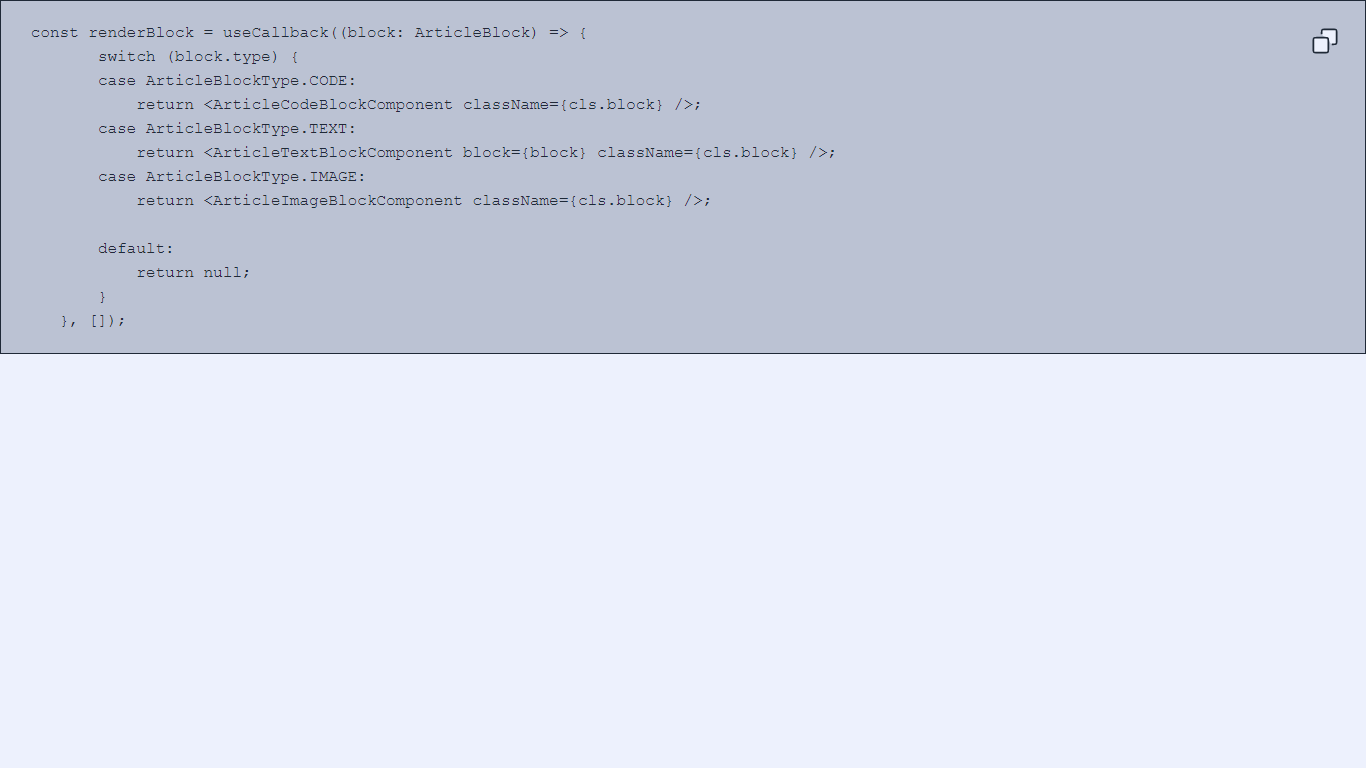 const renderBlock = useCallback((block: ArticleBlock) => {
       switch (block.type) {
       case ArticleBlockType.CODE:
           return <ArticleCodeBlockComponent className={cls.block} />;
       case ArticleBlockType.TEXT:
           return <ArticleTextBlockComponent block={block} className={cls.block} />;
       case ArticleBlockType.IMAGE:
           return <ArticleImageBlockComponent className={cls.block} />;

       default:
           return null;
       }
   }, []);